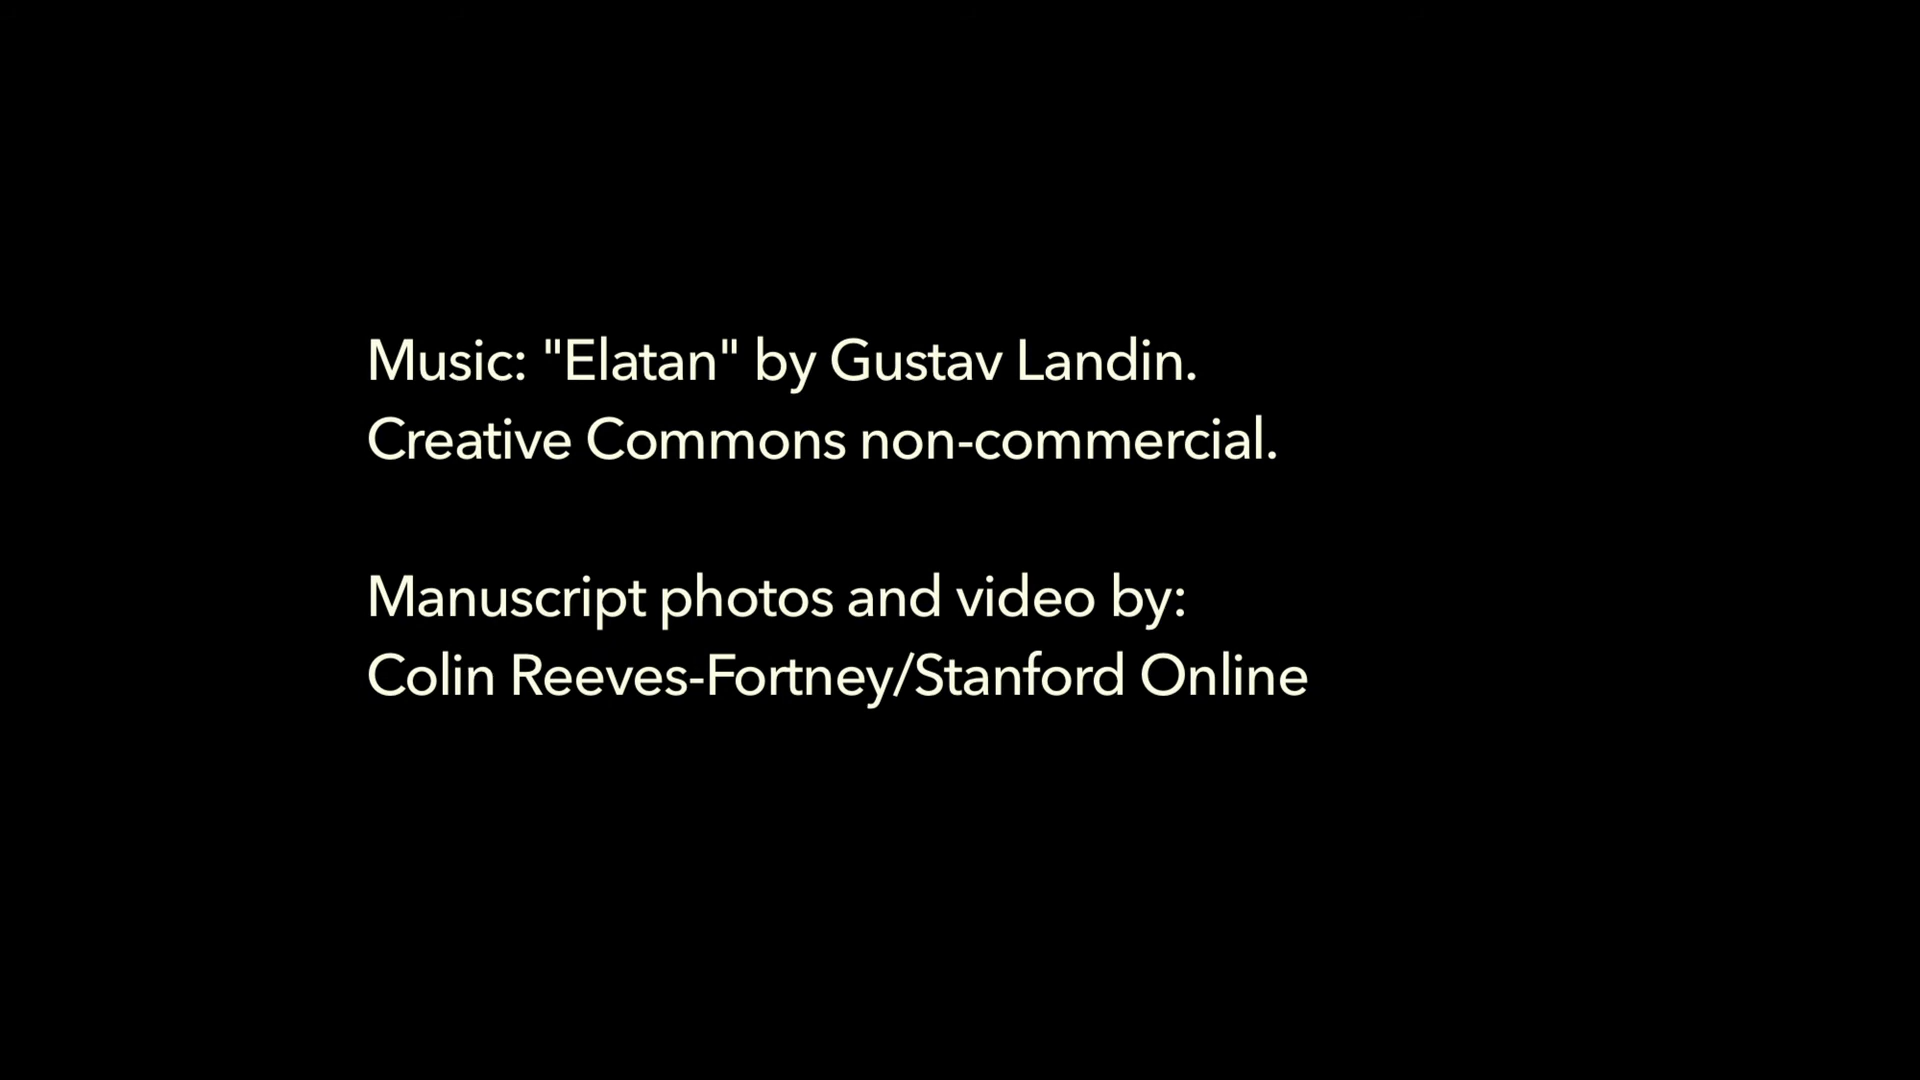 Music: "Elatan" by Gustav Landin.
Creative Commons non-commercial.
Manuscript photos and video by:
Colin Reeves-Fortney/Stanford Online